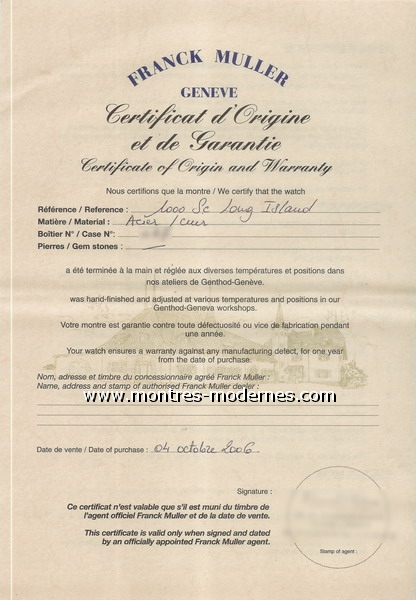 FRANCK MULLER
GENEVE
Certificat d'Origine
et de Garantie
Certificate of Origin and Warranty
Nous certifions que la montre / We certify that the watch
Référence / Reference : 1000 Sc Long Island
Matière / Material : Acier / cuir
Boîtier N° / Case N°:
Pierres / Gem stones : —
a été terminée à la main et réglée aux diverses températures et positions dans
nos ateliers de Genthod-Genève.
was hand-finished and adjusted at various temperatures and positions in our
Genthod-Geneva workshops.
Votre montre est garantie contre toute défectuosité ou vice de fabrication pendant
une année.
Your watch ensures a warranty against any manufacturing defect, for one year
from the date of purchase.
Nom, adresse et timbre du concessionnaire agréé Franck Muller :
Name, address and stamp of authorised Franck Muller dealer :
www.montres-modernes.com
Date de vente / Date of purchase : 04 octobre 2006
Signature :
Ce certificat n'est valable que s'il est muni du timbre de
l'agent officiel Franck Muller et de la date de vente.
This certificate is valid only when signed and dated
by an officially appointed Franck Muller agent.
Stamp of agent :